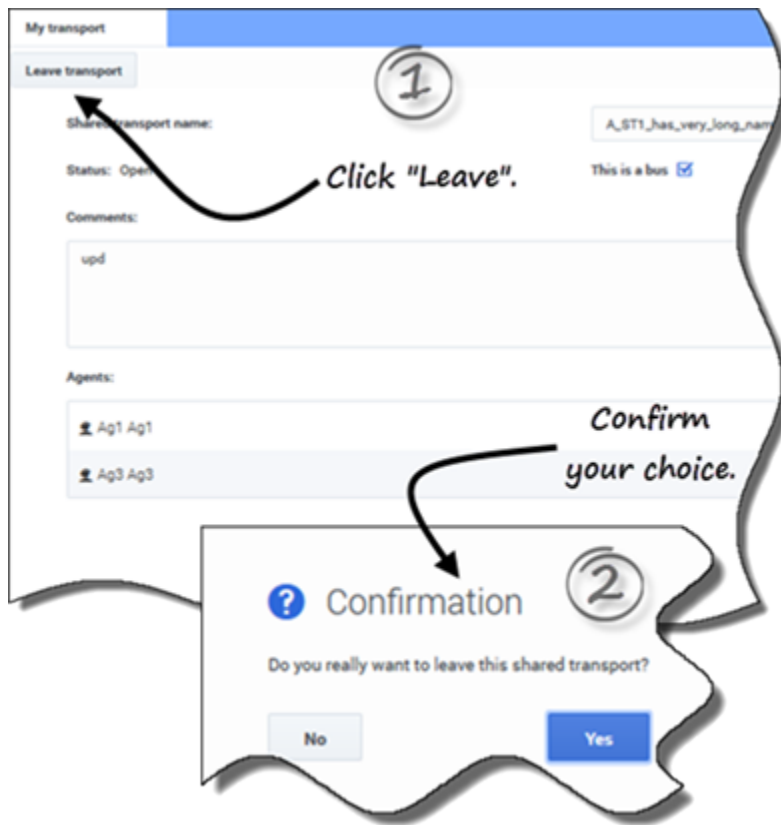 My transport
Leave transport
1
Shared transport name:
A_ST1_has_very_long_nam
Status: Open
Click "Leave".
This is a bus
Comments:
upd
Agents:
Ag1 Ag1
Confirm
your choice.
Ag3 Ag3
2
? Confirmation
Do you really want to leave this shared transport?
No
Yes